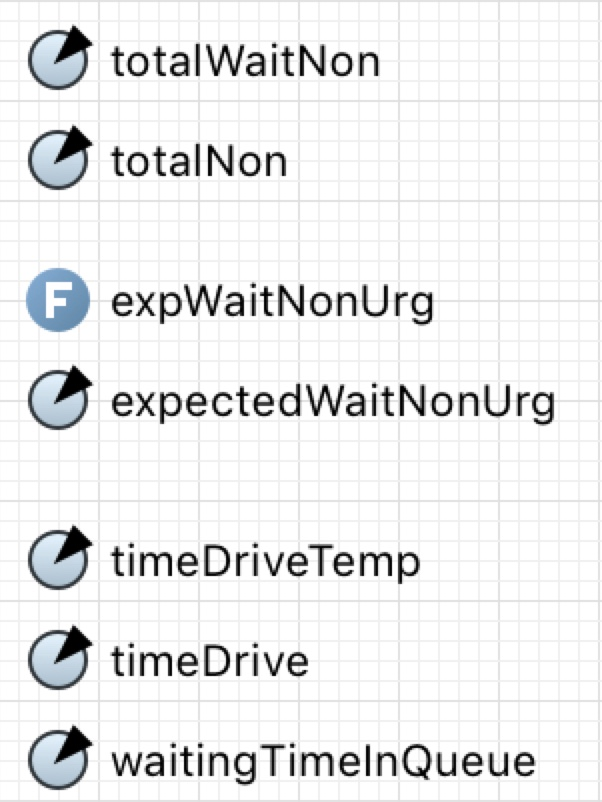 totalWaitNon
totalNon
F expWaitNonUrg
expectedWaitNonUrg
timeDriveTemp
timeDrive
waitingTimeInQueue